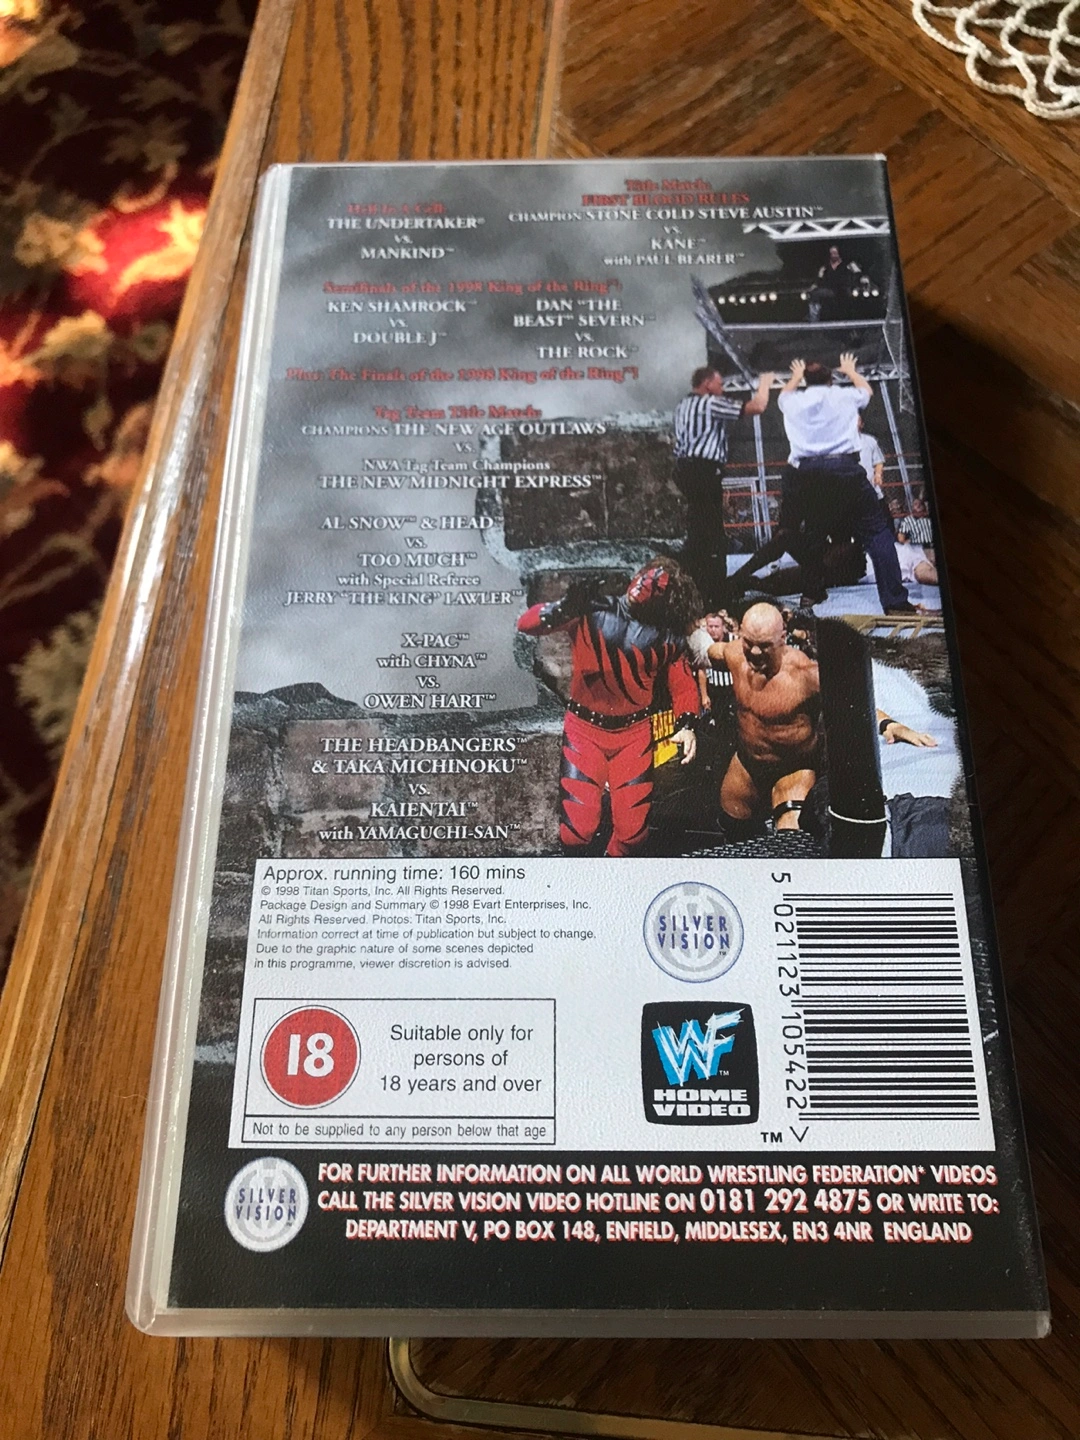 Hell in a Cell:
THE UNDERTAKER®
vs.
MANKIND™
Title Match:
FIRST BLOOD RULES
CHAMPION STONE COLD STEVE AUSTIN™
vs.
KANE™
with PAUL BEARER™
Semifinals of the 1998 King of the Ring™:
KEN SHAMROCK™
vs.
DOUBLE J™
DAN "THE
BEAST" SEVERN™
vs.
THE ROCK™
Plus: The Finals of the 1998 King of the Ring™!
Tag Team Title Match:
CHAMPIONS THE NEW AGE OUTLAWS™
vs.
NWA Tag Team Champions
THE NEW MIDNIGHT EXPRESS™
AL SNOW™ & HEAD
vs.
TOO MUCH™
with Special Referee
JERRY "THE KING" LAWLER™
X-PAC™
with CHYNA™
vs.
OWEN HART™
THE HEADBANGERS™
& TAKA MICHINOKU™
vs.
KAIENTAI™
with YAMAGUCHI-SAN™
Approx. running time: 160 mins
© 1998 Titan Sports, Inc. All Rights Reserved.
Package Design and Summary © 1998 Evart Enterprises, Inc.
All Rights Reserved. Photos: Titan Sports, Inc.
Information correct at time of publication but subject to change.
Due to the graphic nature of some scenes depicted
in this programme, viewer discretion is advised.
SILVER
VISION™
5 021123 105422 >
18
Suitable only for
persons of
18 years and over
Not to be supplied to any person below that age
WF™
HOME
VIDEO
TM
SILVER
VISION™
FOR FURTHER INFORMATION ON ALL WORLD WRESTLING FEDERATION* VIDEOS
CALL THE SILVER VISION VIDEO HOTLINE ON 0181 292 4875 OR WRITE TO:
DEPARTMENT V, PO BOX 148, ENFIELD, MIDDLESEX, EN3 4NR ENGLAND